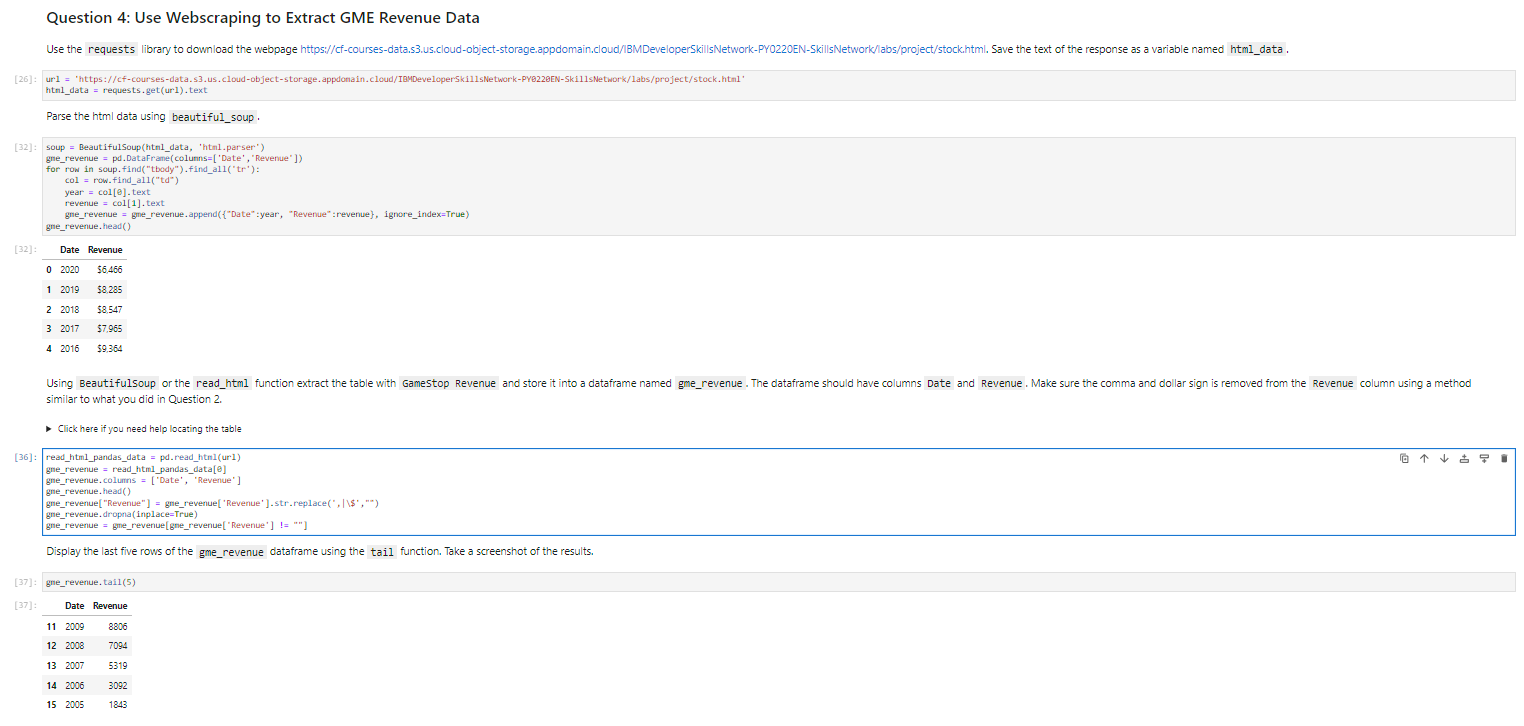 Question 4: Use Webscraping to Extract GME Revenue Data
Use the requests library to download the webpage https://cf-courses-data.s3.us.cloud-object-storage.appdomain.cloud/IBMDeveloperSkillsNetwork-PY0220EN-SkillsNetwork/labs/project/stock.html. Save the text of the response as a variable named html_data.
[26]: url = 'https://cf-courses-data.s3.us.cloud-object-storage.appdomain.cloud/IBMDeveloperSkillsNetwork-PY0220EN-SkillsNetwork/labs/project/stock.html'
html_data = requests.get(url).text
Parse the html data using beautiful_soup.
[32]: soup = BeautifulSoup(html_data, 'html.parser')
gme_revenue = pd.DataFrame(columns=['Date','Revenue'])
for row in soup.find("tbody").find_all('tr'):
    col = row.find_all("td")
    year = col[0].text
    revenue = col[1].text
    gme_revenue = gme_revenue.append({"Date":year, "Revenue":revenue}, ignore_index=True)
gme_revenue.head()
[32]: Date Revenue
0 2020 $6,466
1 2019 $8,285
2 2018 $8,547
3 2017 $7,965
4 2016 $9,364
Using BeautifulSoup or the read_html function extract the table with GameStop Revenue and store it into a dataframe named gme_revenue. The dataframe should have columns Date and Revenue. Make sure the comma and dollar sign is removed from the Revenue column using a method
similar to what you did in Question 2.
▶ Click here if you need help locating the table
[36]: read_html_pandas_data = pd.read_html(url)
gme_revenue = read_html_pandas_data[0]
gme_revenue.columns = ['Date', 'Revenue']
gme_revenue.head()
gme_revenue["Revenue"] = gme_revenue['Revenue'].str.replace(',|\$',"")
gme_revenue.dropna(inplace=True)
gme_revenue = gme_revenue[gme_revenue['Revenue'] != ""]
Display the last five rows of the gme_revenue dataframe using the tail function. Take a screenshot of the results.
[37]: gme_revenue.tail(5)
[37]: Date Revenue
11 2009 8806
12 2008 7094
13 2007 5319
14 2006 3092
15 2005 1843